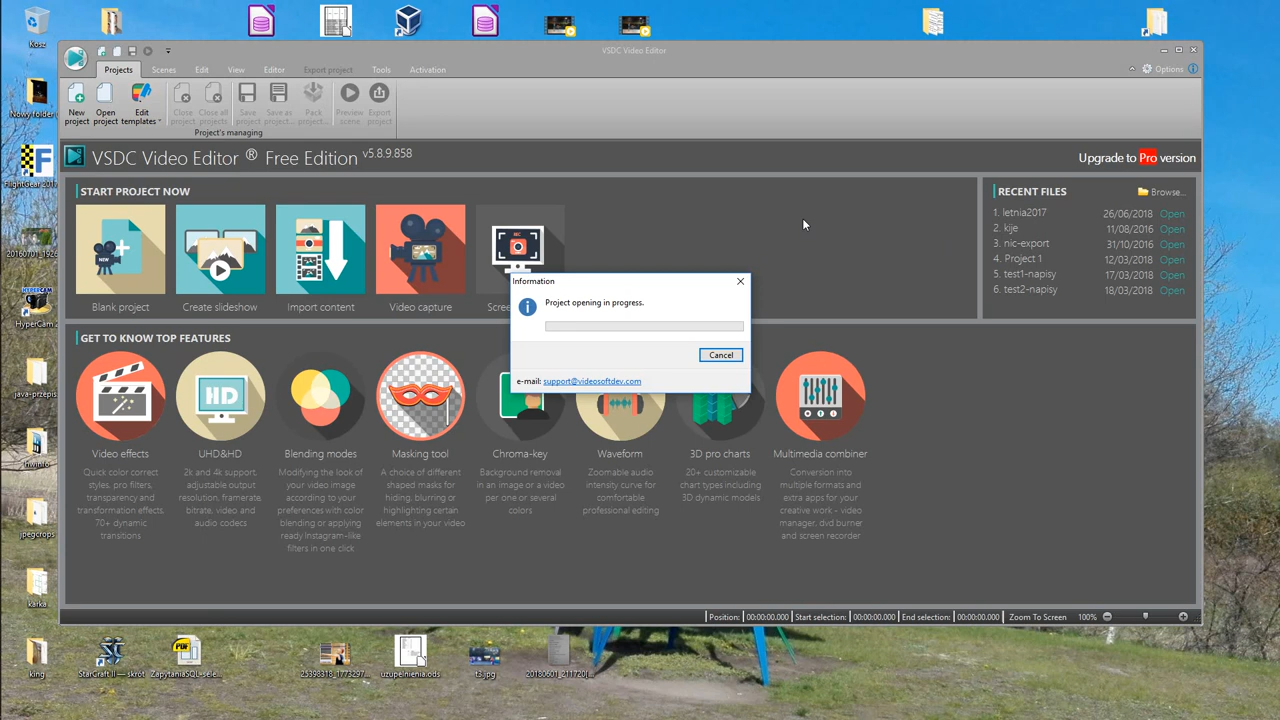 Kosz
VSDC Video Editor
Projects
Scenes
Edit
View
Editor
Export project
Tools
Activation
Options
New project
Open project
Edit templates
Close project
Close all projects
Save project
Save as project...
Pack project...
Preview scene
Export project
Project's managing
VSDC Video Editor ® Free Edition v5.8.9.858
Upgrade to Pro version
START PROJECT NOW
Blank project
Create slideshow
Import content
Video capture
RECENT FILES
Browse...
1. letnia2017 26/06/2018 Open
2. kije 11/08/2016 Open
3. nic-export 31/10/2016 Open
4. Project 1 12/03/2018 Open
5. test1-napisy 17/03/2018 Open
6. test2-napisy 18/03/2018 Open
Information
Project opening in progress.
Cancel
e-mail: support@videosoftdev.com
GET TO KNOW TOP FEATURES
HD
Video effects
Quick color correct
styles, pro filters,
transparency and
transformation effects,
70+ dynamic
transitions
UHD&HD
2k and 4k support,
adjustable output
resolution, framerate,
bitrate, video and
audio codecs
Blending modes
Modifying the look of
your video image
according to your
preferences with color
blending or applying
ready Instagram-like
filters in one click
Masking tool
A choice of different
shaped masks for
hiding, blurring or
highlighting certain
elements in your video
Chroma-key
Background removal
in an image or a video
per one or several
colors
Waveform
Zoomable audio
intensity curve for
comfortable
professional editing
3D pro charts
20+ customizable
chart types including
3D dynamic models
Multimedia combiner
Conversion into
multiple formats and
extra apps for your
creative work - video
manager, dvd burner
and screen recorder
Position: 00:00:00.000 Start selection: 00:00:00.000 End selection: 00:00:00.000 Zoom To Screen 100%
Nowy folder
FlightGear 201
20160701_1926
HyperCam 2
java-przepis
hwinfo
jpegcrops
karka
king
StarCraft II — skrót
ZapytaniaSQL-sele...
25398318_1773297...
uzupelnienia.ods
t3.jpg
20180601_211720[...